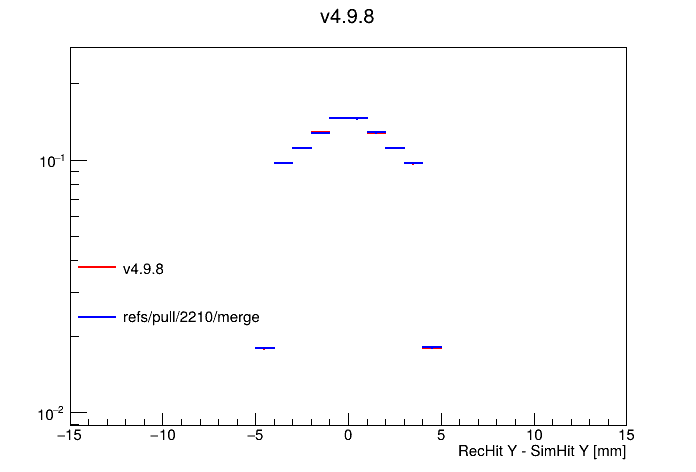 v4.9.8
10⁻¹
v4.9.8
refs/pull/2210/merge
10⁻²
−15 −10 −5 0 5 10 15
RecHit Y - SimHit Y [mm]